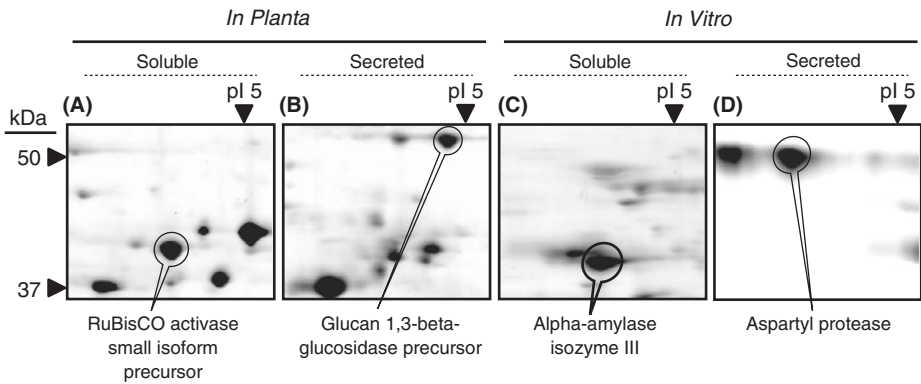 In Planta In Vitro
Soluble Secreted Soluble Secreted
(A) pI 5 (B) pI 5 (C) pI 5 (D) pI 5
kDa
50
37
RuBisCO activase
small isoform
precursor
Glucan 1,3-beta-
glucosidase precursor
Alpha-amylase
isozyme III
Aspartyl protease